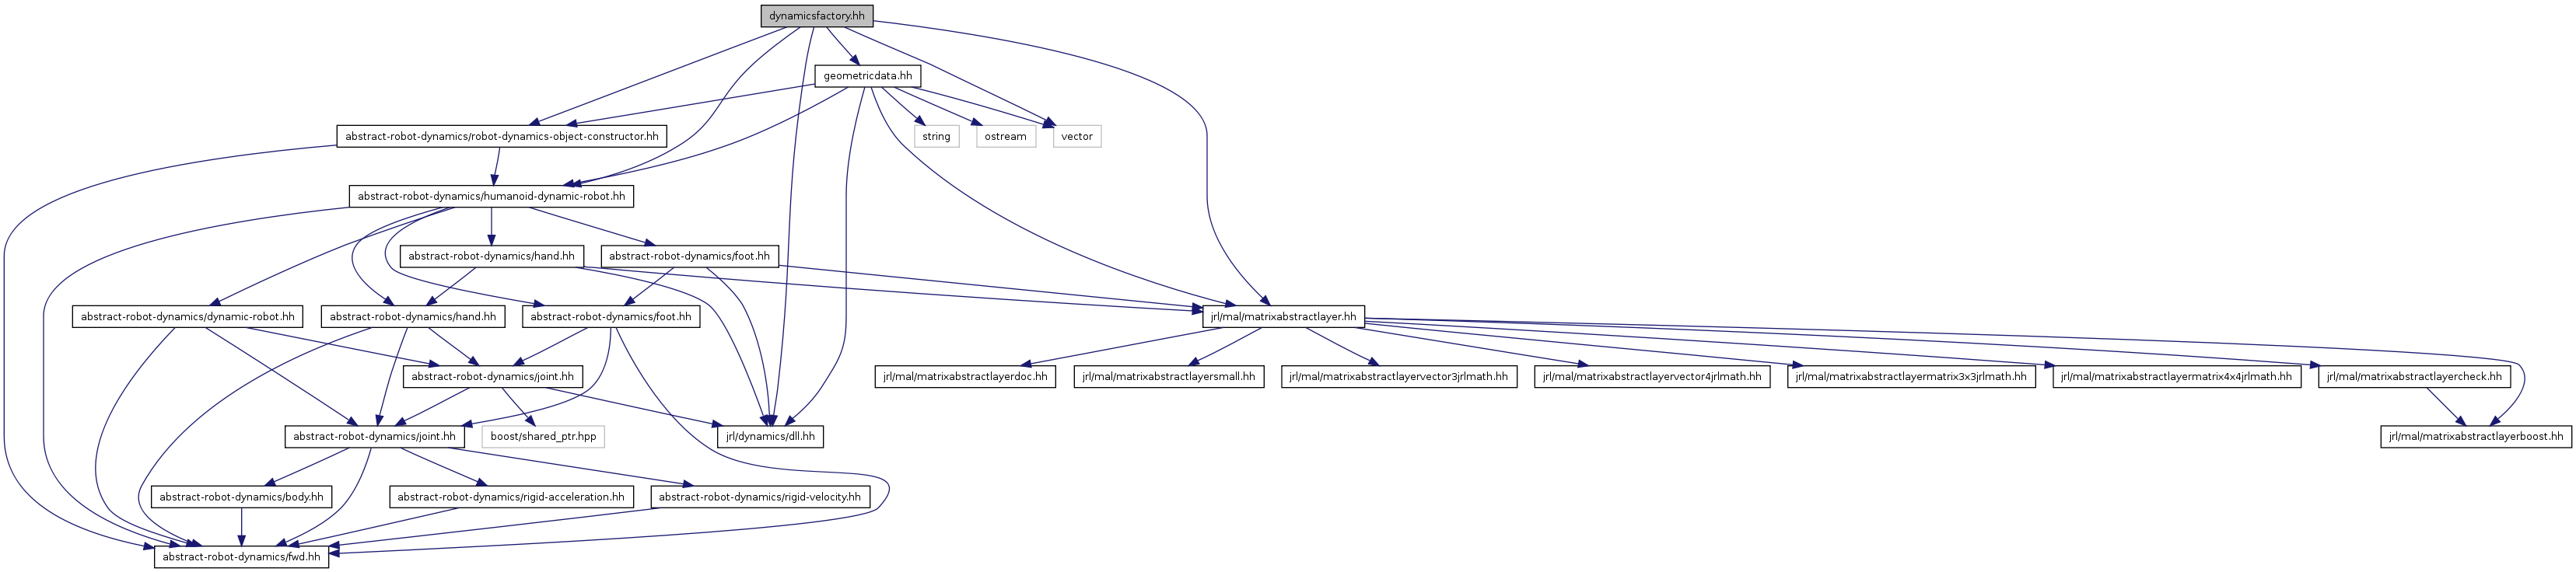 dynamicsfactory.hh
geometricdata.hh
abstract-robot-dynamics/robot-dynamics-object-constructor.hh
string
ostream
vector
abstract-robot-dynamics/humanoid-dynamic-robot.hh
abstract-robot-dynamics/hand.hh
abstract-robot-dynamics/foot.hh
abstract-robot-dynamics/dynamic-robot.hh
abstract-robot-dynamics/hand.hh
abstract-robot-dynamics/foot.hh
jrl/mal/matrixabstractlayer.hh
abstract-robot-dynamics/joint.hh
jrl/mal/matrixabstractlayerdoc.hh
jrl/mal/matrixabstractlayersmall.hh
jrl/mal/matrixabstractlayervector3jrlmath.hh
jrl/mal/matrixabstractlayervector4jrlmath.hh
jrl/mal/matrixabstractlayermatrix3x3jrlmath.hh
jrl/mal/matrixabstractlayermatrix4x4jrlmath.hh
jrl/mal/matrixabstractlayercheck.hh
abstract-robot-dynamics/joint.hh
boost/shared_ptr.hpp
jrl/dynamics/dll.hh
jrl/mal/matrixabstractlayerboost.hh
abstract-robot-dynamics/body.hh
abstract-robot-dynamics/rigid-acceleration.hh
abstract-robot-dynamics/rigid-velocity.hh
abstract-robot-dynamics/fwd.hh